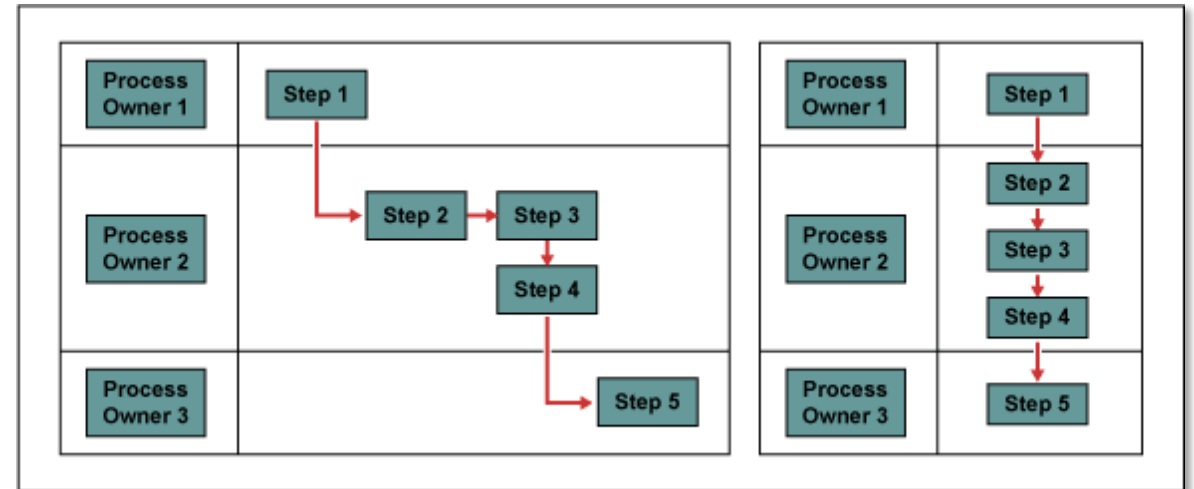 Process
Owner 1
Step 1
Process
Owner 2
Step 2
Step 3
Step 4
Process
Owner 3
Step 5
Process
Owner 1
Step 1
Process
Owner 2
Step 2
Step 3
Step 4
Process
Owner 3
Step 5